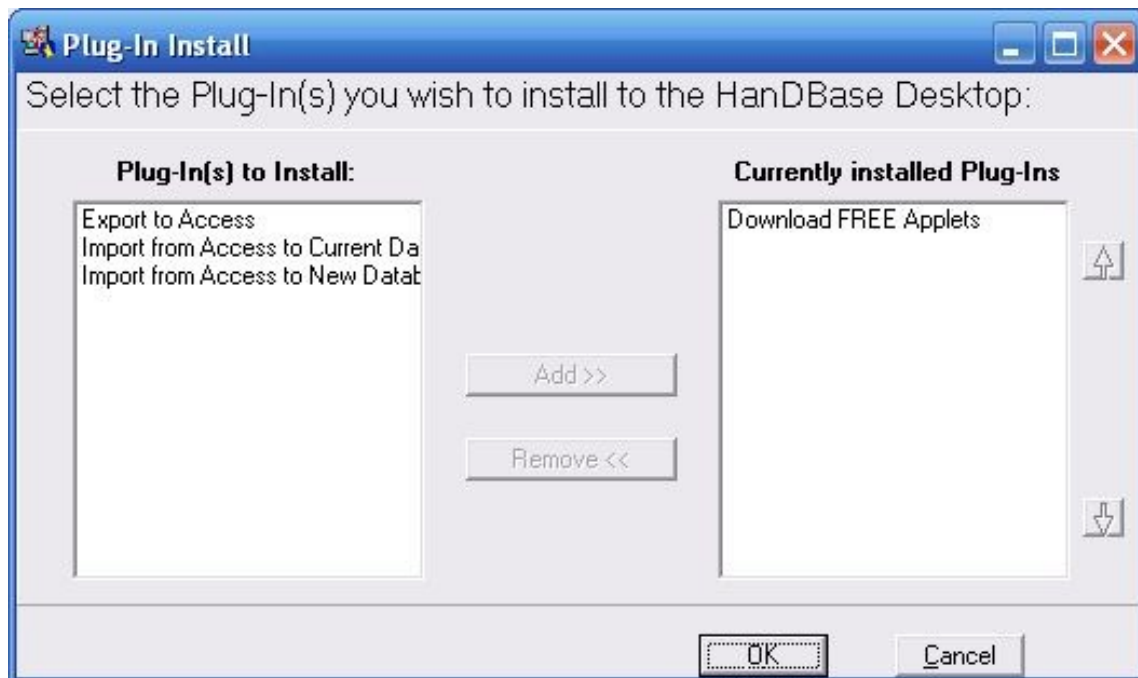 Plug-In Install
Select the Plug-In(s) you wish to install to the HanDBase Desktop:
Plug-In(s) to Install:
Export to Access
Import from Access to Current Da
Import from Access to New Datab
Add >>
Remove <<
Currently installed Plug-Ins
Download FREE Applets
OK
Cancel